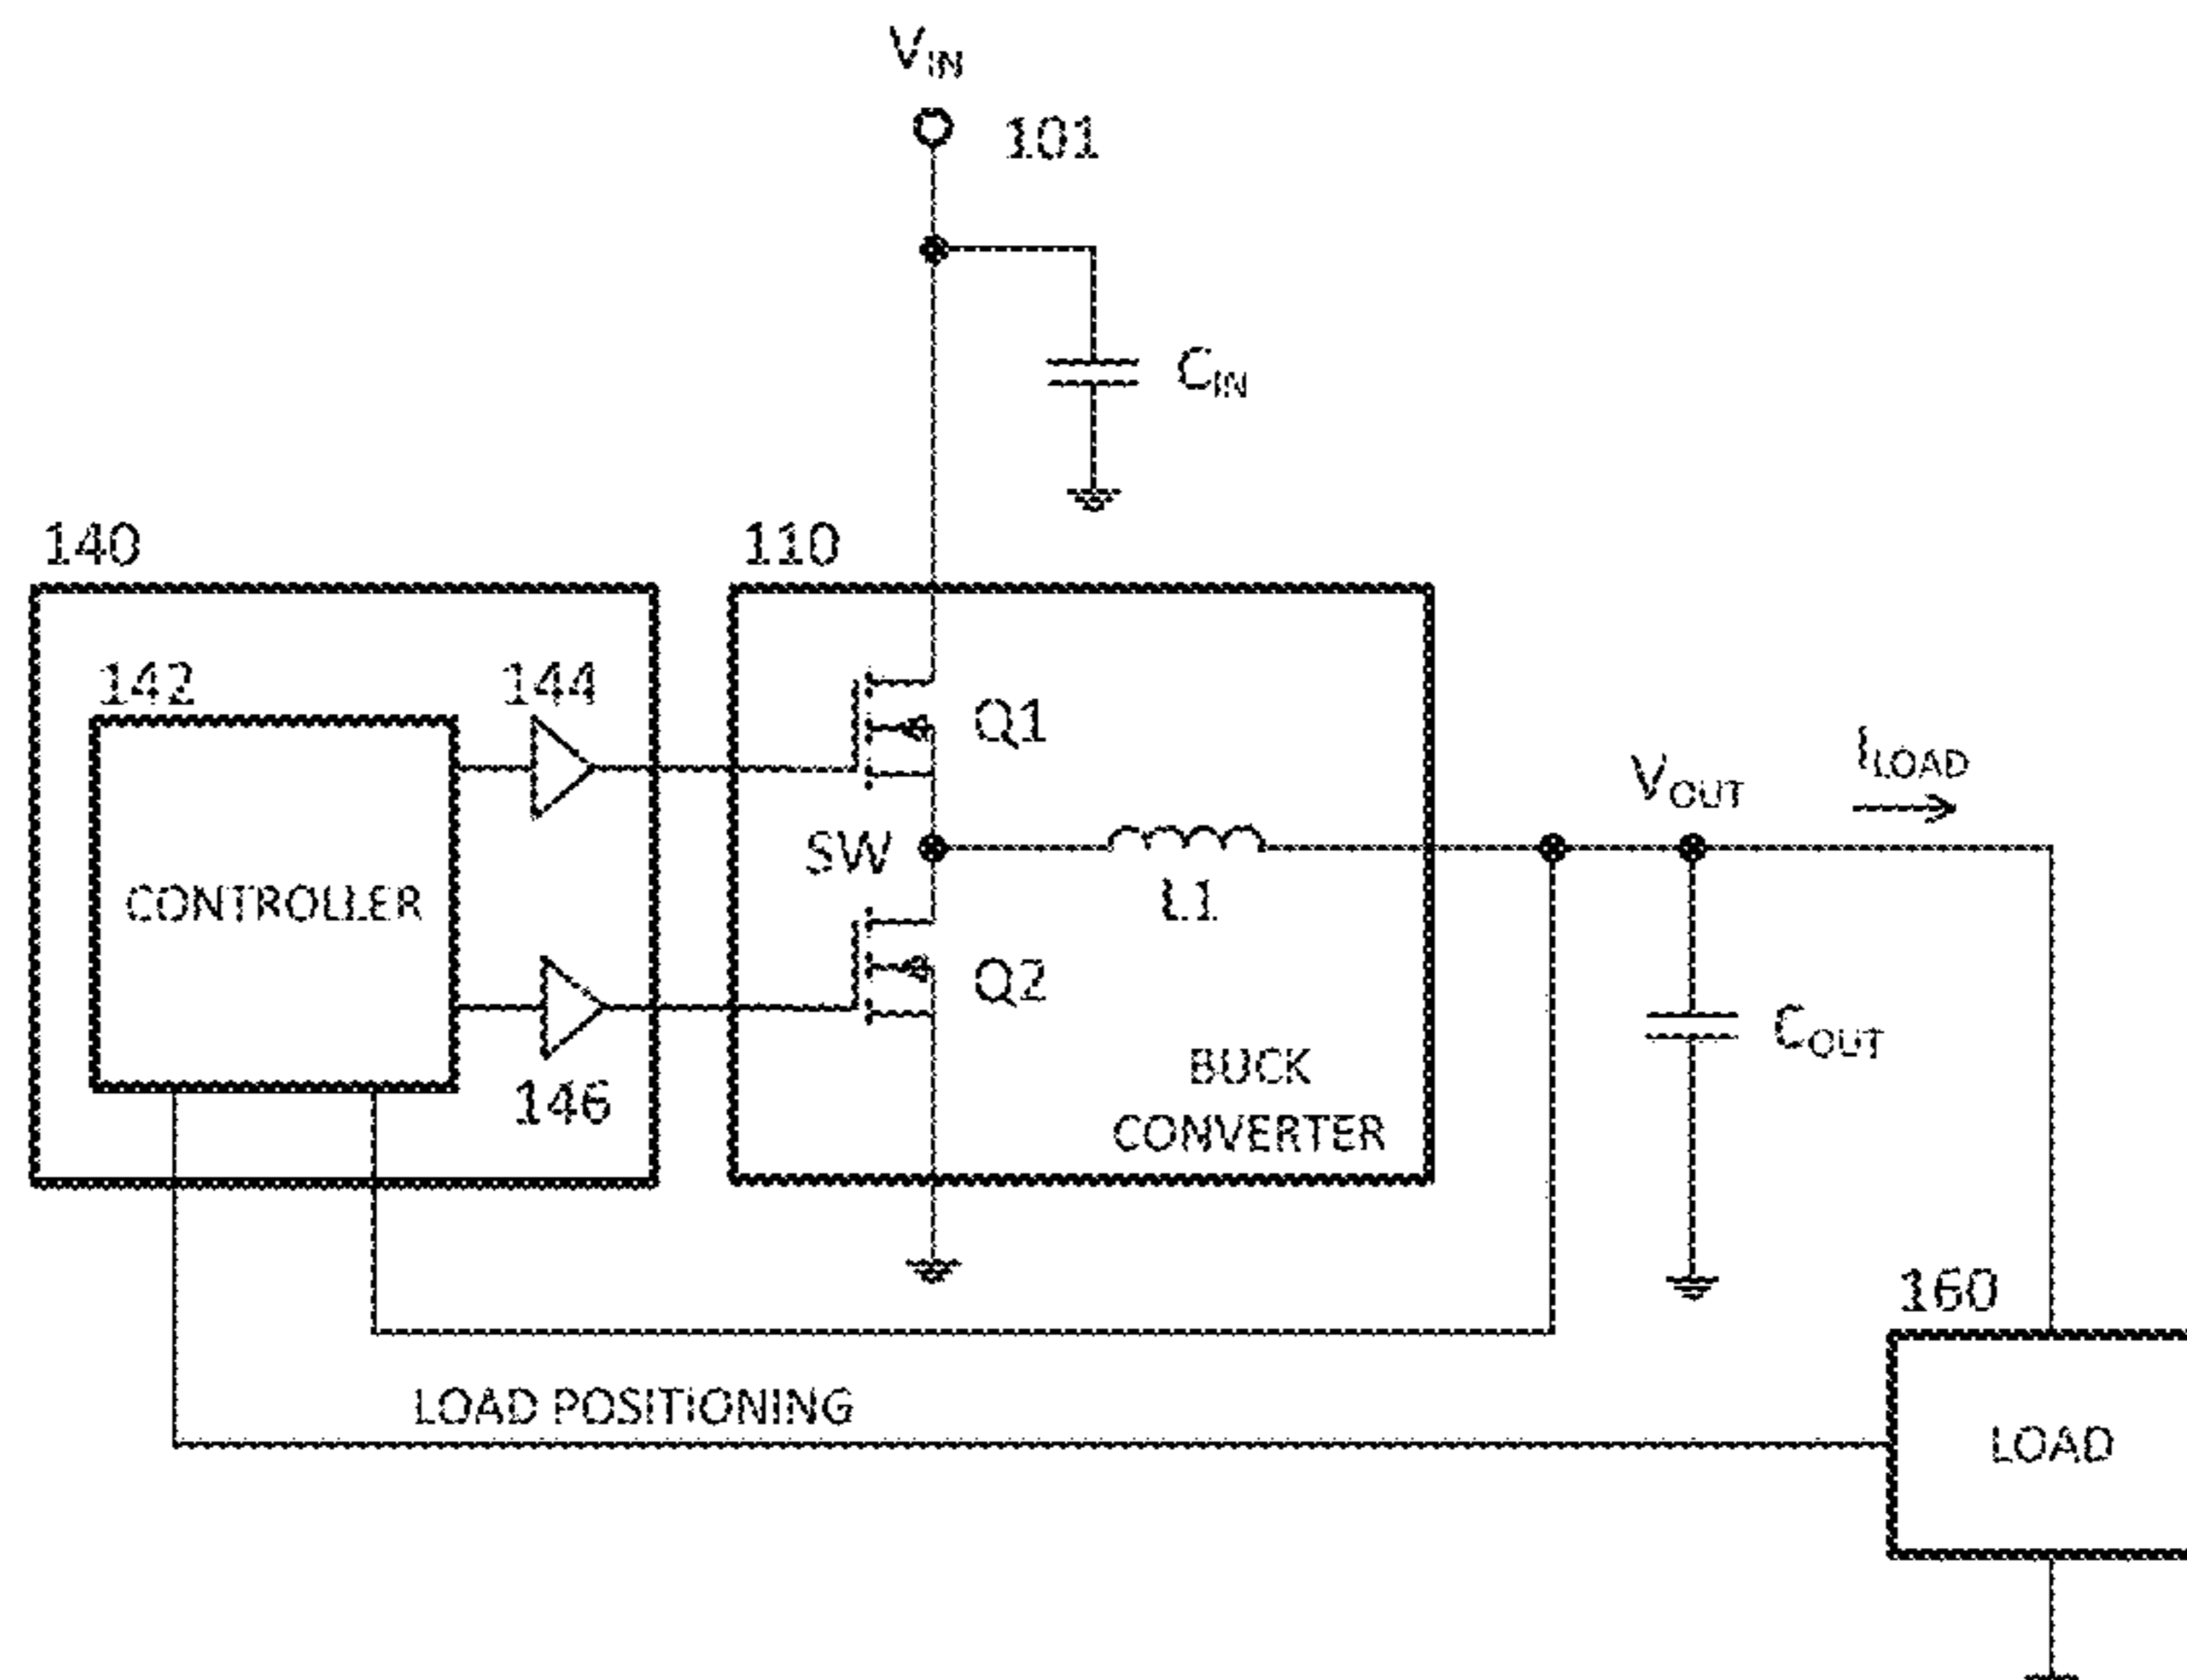 VIN
101
CIN
140
110
142
144
Q1
SW
L1
VOUT
ILOAD
CONTROLLER
Q2
146
BUCK
CONVERTER
COUT
160
LOAD POSITIONING
LOAD